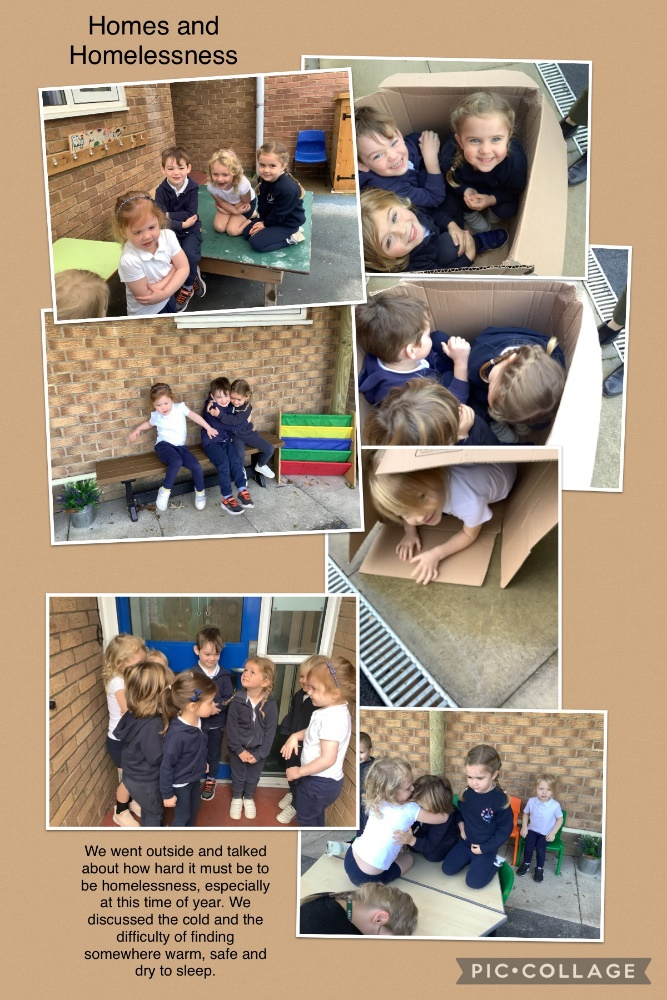 Homes and
Homelessness
We went outside and talked
about how hard it must be to
be homelessness, especially
at this time of year. We
discussed the cold and the
difficulty of finding
somewhere warm, safe and
dry to sleep.
PIC•COLLAGE